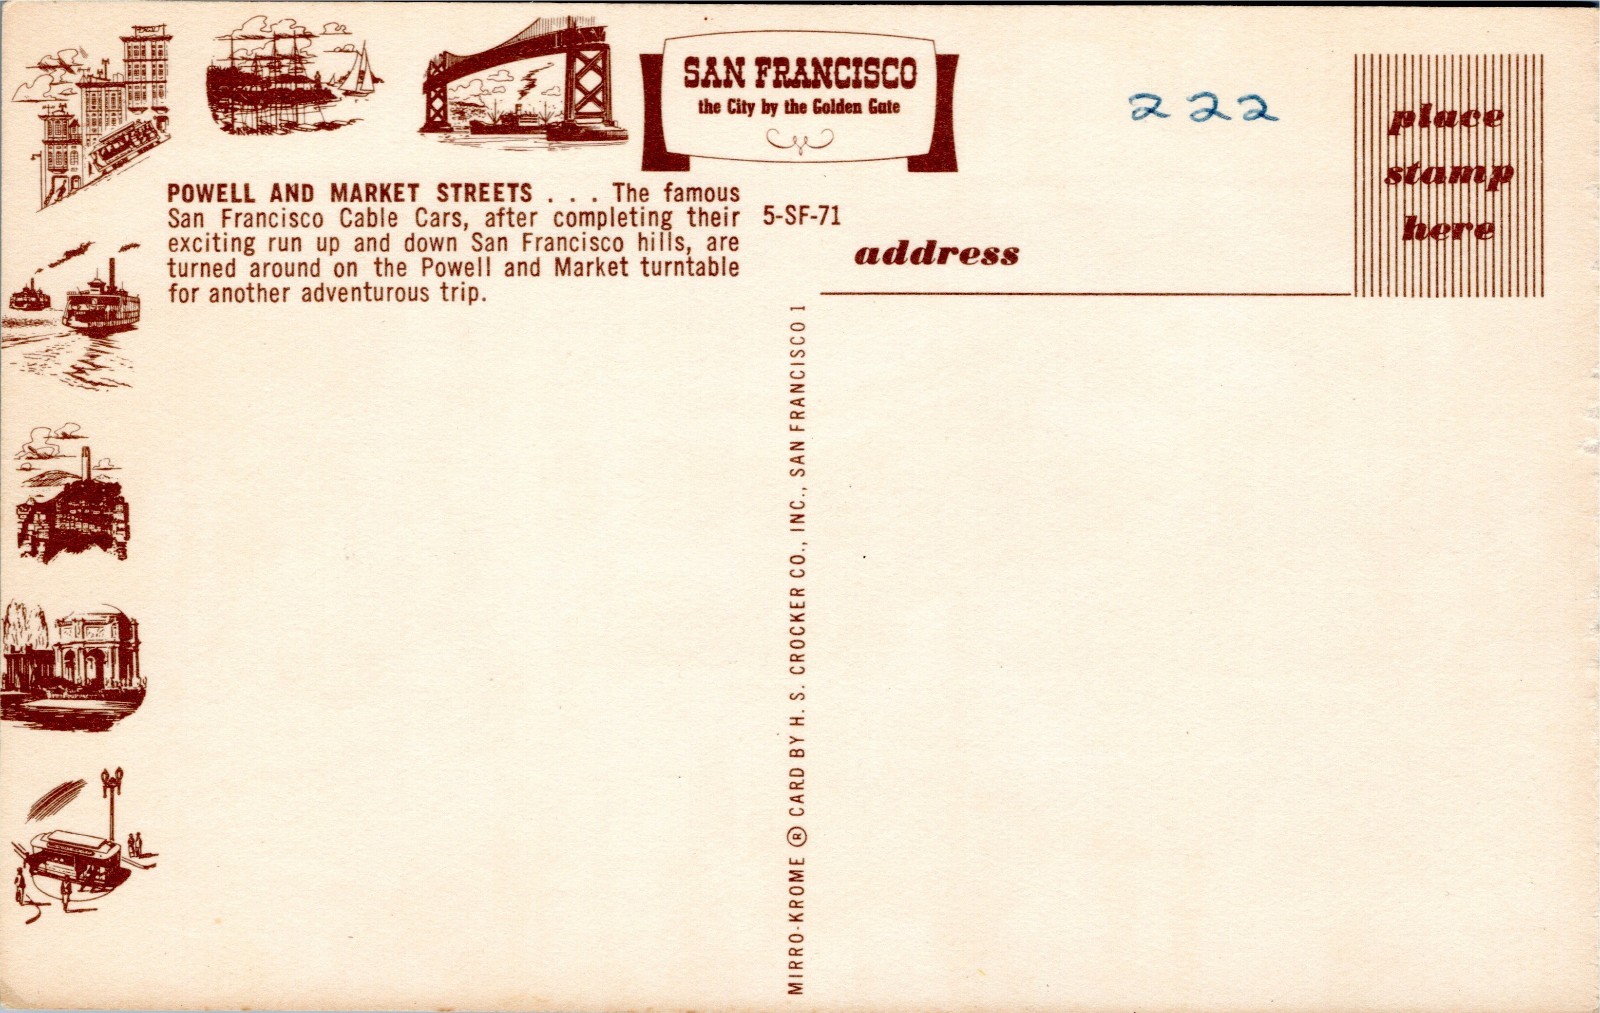 SAN FRANCISCO
the City by the Golden Gate
222
place
stamp
here
POWELL AND MARKET STREETS . . . The famous
San Francisco Cable Cars, after completing their
exciting run up and down San Francisco hills, are
turned around on the Powell and Market turntable
for another adventurous trip.
5-SF-71
address
MIRRO-KROME ® CARD BY H. S. CROCKER CO., INC., SAN FRANCISCO 1